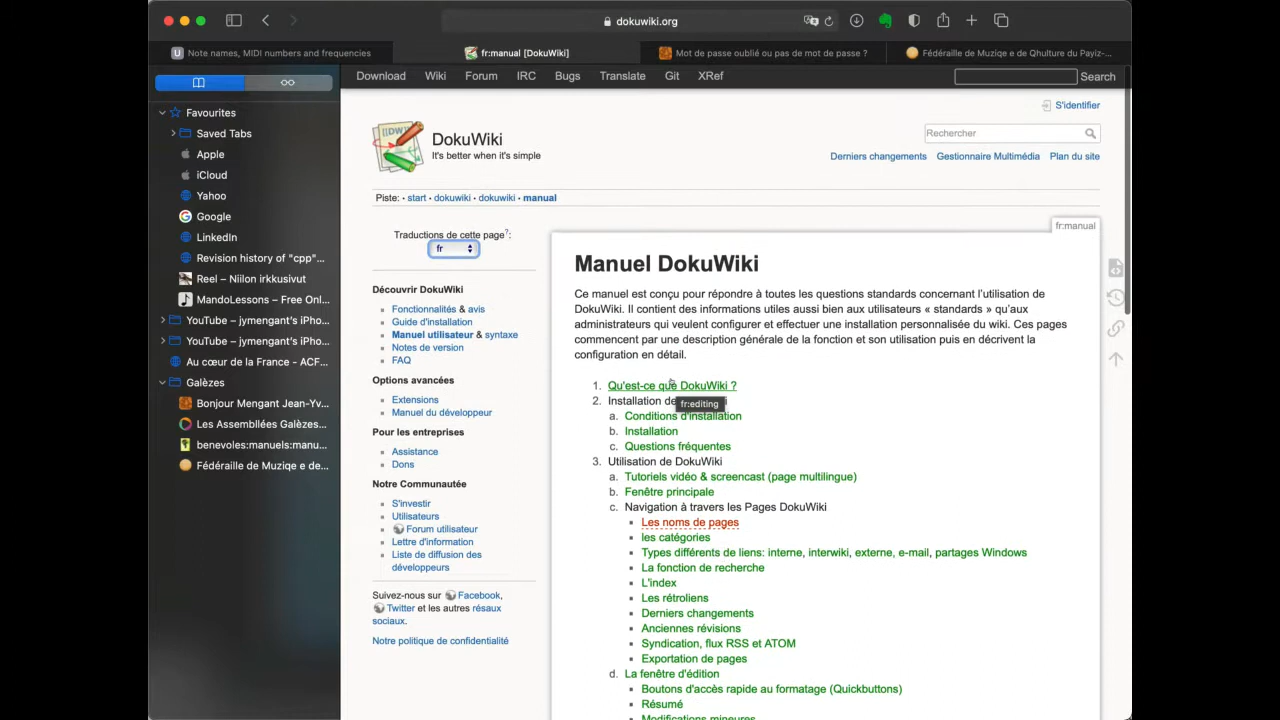 dokuwiki.org
Note names, MIDI numbers and frequencies
fr:manual [DokuWiki]
Mot de passe oublié ou pas de mot de passe ?
Fédéraille de Muziqe e de Qhulture du Payiz-...
Download Wiki Forum IRC Bugs Translate Git XRef Search
Favourites
Saved Tabs
Apple
iCloud
Yahoo
Google
LinkedIn
Revision history of "cpp"...
Reel – Niilon irkkusivut
MandoLessons – Free Onl...
YouTube – jymengant's iPho...
YouTube – jymengant's iPho...
Au cœur de la France - ACF...
Galèzes
Bonjour Mengant Jean-Yv...
Les Assembllées Galèzes...
benevoles:manuels:manu...
Fédéraille de Muziqe e de...
S'identifier
DokuWiki
It's better when it's simple
Rechercher
Derniers changements Gestionnaire Multimédia Plan du site
Piste: • start • dokuwiki • dokuwiki • manual
fr:manual
Traductions de cette page?:
fr
Découvrir DokuWiki
Fonctionnalités & avis
Guide d'installation
Manuel utilisateur & syntaxe
Notes de version
FAQ
Options avancées
Extensions
Manuel du développeur
Pour les entreprises
Assistance
Dons
Notre Communautée
S'investir
Utilisateurs
Forum utilisateur
Lettre d'information
Liste de diffusion des
développeurs
Suivez-nous sur Facebook,
Twitter et les autres résaux
sociaux.
Notre politique de confidentialité
Manuel DokuWiki
Ce manuel est conçu pour répondre à toutes les questions standards concernant l'utilisation de
DokuWiki. Il contient des informations utiles aussi bien aux utilisateurs « standards » qu'aux
administrateurs qui veulent configurer et effectuer une installation personnalisée du wiki. Ces pages
commencent par une description générale de la fonction et son utilisation puis en décrivent la
configuration en détail.
1. Qu'est-ce que DokuWiki ?
2. Installation de
fr:editing
a. Conditions d'installation
b. Installation
c. Questions fréquentes
3. Utilisation de DokuWiki
a. Tutoriels vidéo & screencast (page multilingue)
b. Fenêtre principale
c. Navigation à travers les Pages DokuWiki
Les noms de pages
les catégories
Types différents de liens: interne, interwiki, externe, e-mail, partages Windows
La fonction de recherche
L'index
Les rétroliens
Derniers changements
Anciennes révisions
Syndication, flux RSS et ATOM
Exportation de pages
d. La fenêtre d'édition
Boutons d'accès rapide au formatage (Quickbuttons)
Résumé
Modifications mineures